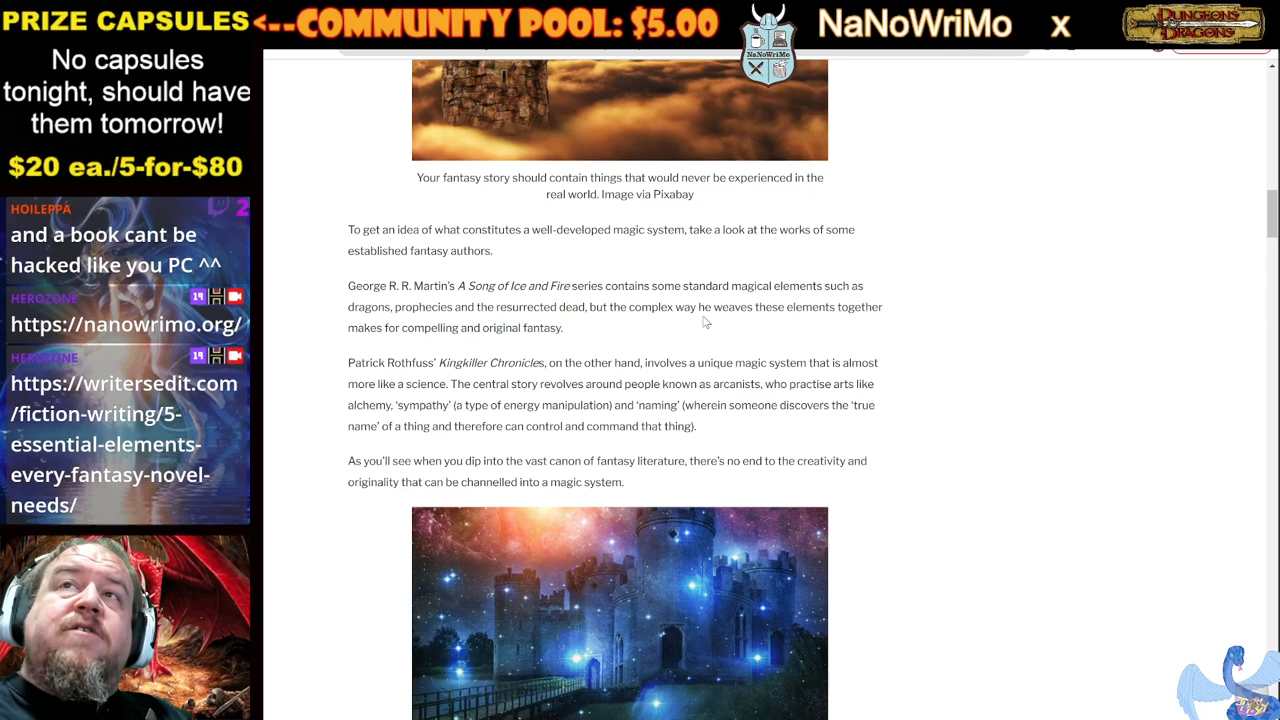 PRIZE CAPSULES
<--COMMUNITY POOL: $5.00
NaNoWriMo
NaNoWriMo
x
DUNGEONS
DRAGONS
No capsules
tonight, should have
them tomorrow!
$20 ea./5-for-$80
HOILEPPA
2
and a book cant be
hacked like you PC ^^
HEROZONE
19
https://nanowrimo.org/
HEROZONE
19
https://writersedit.com
/fiction-writing/5-
essential-elements-
every-fantasy-novel-
needs/
Your fantasy story should contain things that would never be experienced in the
real world. Image via Pixabay
To get an idea of what constitutes a well-developed magic system, take a look at the works of some
established fantasy authors.
George R. R. Martin's A Song of Ice and Fire series contains some standard magical elements such as
dragons, prophecies and the resurrected dead, but the complex way he weaves these elements together
makes for compelling and original fantasy.
Patrick Rothfuss' Kingkiller Chronicles, on the other hand, involves a unique magic system that is almost
more like a science. The central story revolves around people known as arcanists, who practise arts like
alchemy, 'sympathy' (a type of energy manipulation) and 'naming' (wherein someone discovers the 'true
name' of a thing and therefore can control and command that thing).
As you'll see when you dip into the vast canon of fantasy literature, there's no end to the creativity and
originality that can be channelled into a magic system.